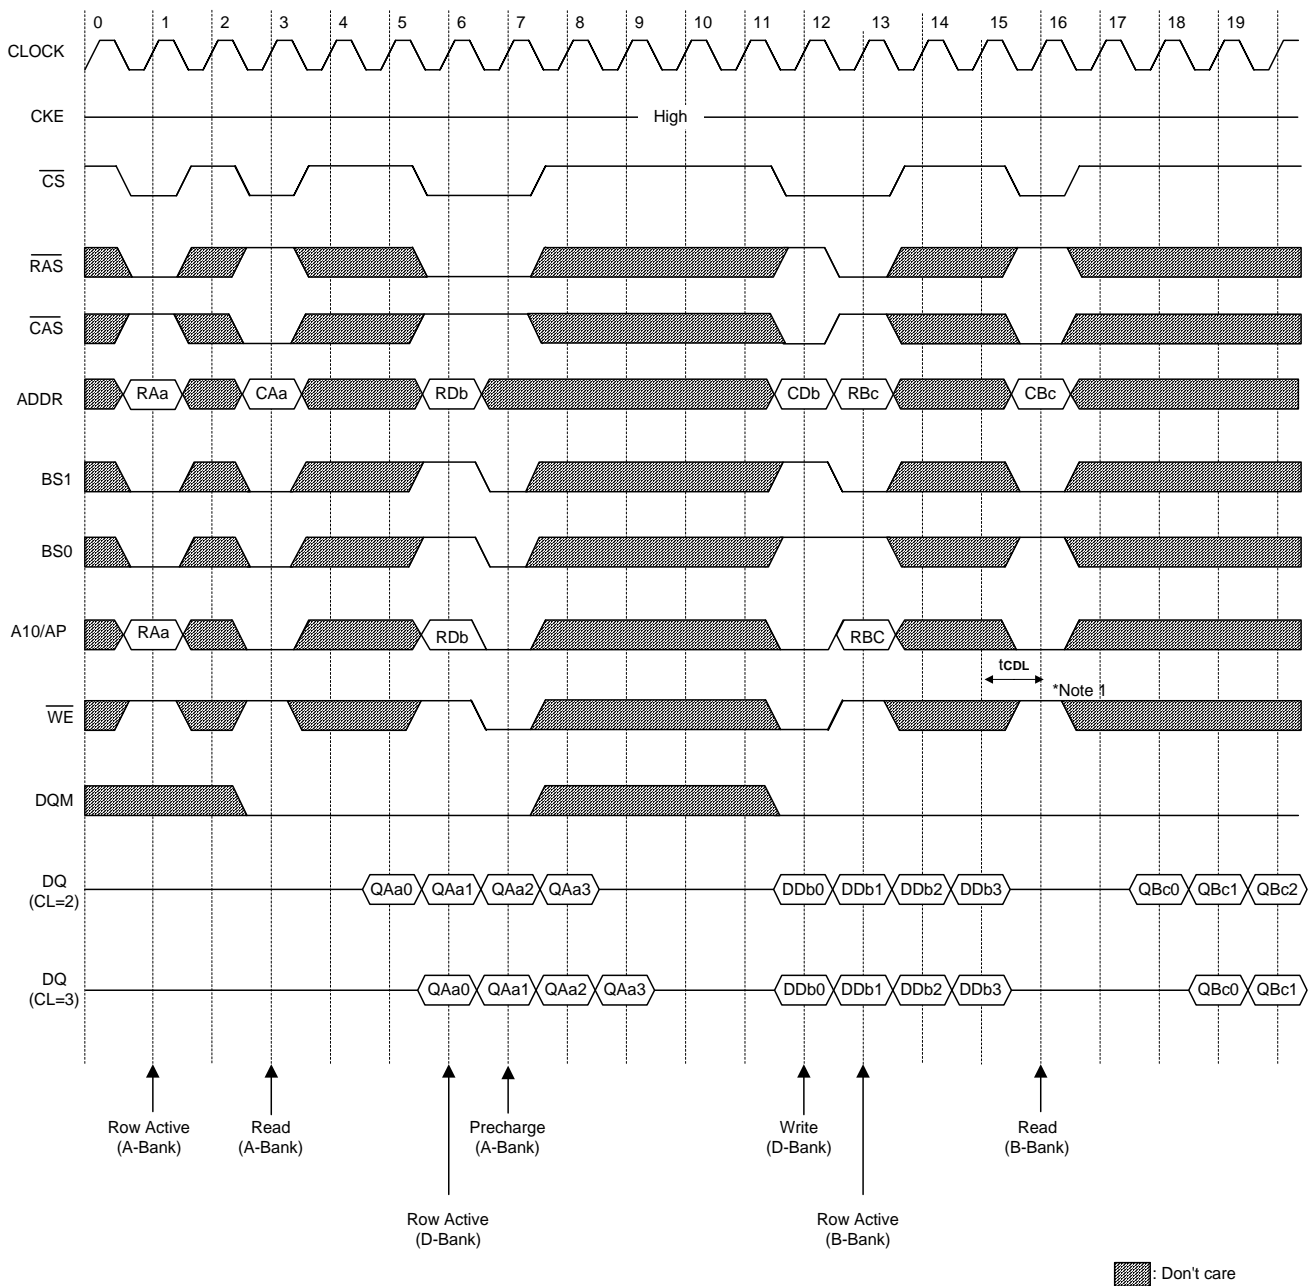 0 1 2 3 4 5 6 7 8 9 10 11 12 13 14 15 16 17 18 19
CLOCK
CKE High
CS
RAS
CAS
ADDR RAa CAa RDb CDb RBc CBc
BS1
BS0
A10/AP RAa RDb RBC
tCDL
*Note 1
WE
DQM
DQ
(CL=2)
QAa0 QAa1 QAa2 QAa3 DDb0 DDb1 DDb2 DDb3 QBc0 QBc1 QBc2
DQ
(CL=3)
QAa0 QAa1 QAa2 QAa3 DDb0 DDb1 DDb2 DDb3 QBc0 QBc1
Row Active
(A-Bank)
Read
(A-Bank)
Precharge
(A-Bank)
Write
(D-Bank)
Read
(B-Bank)
Row Active
(D-Bank)
Row Active
(B-Bank)
: Don't care